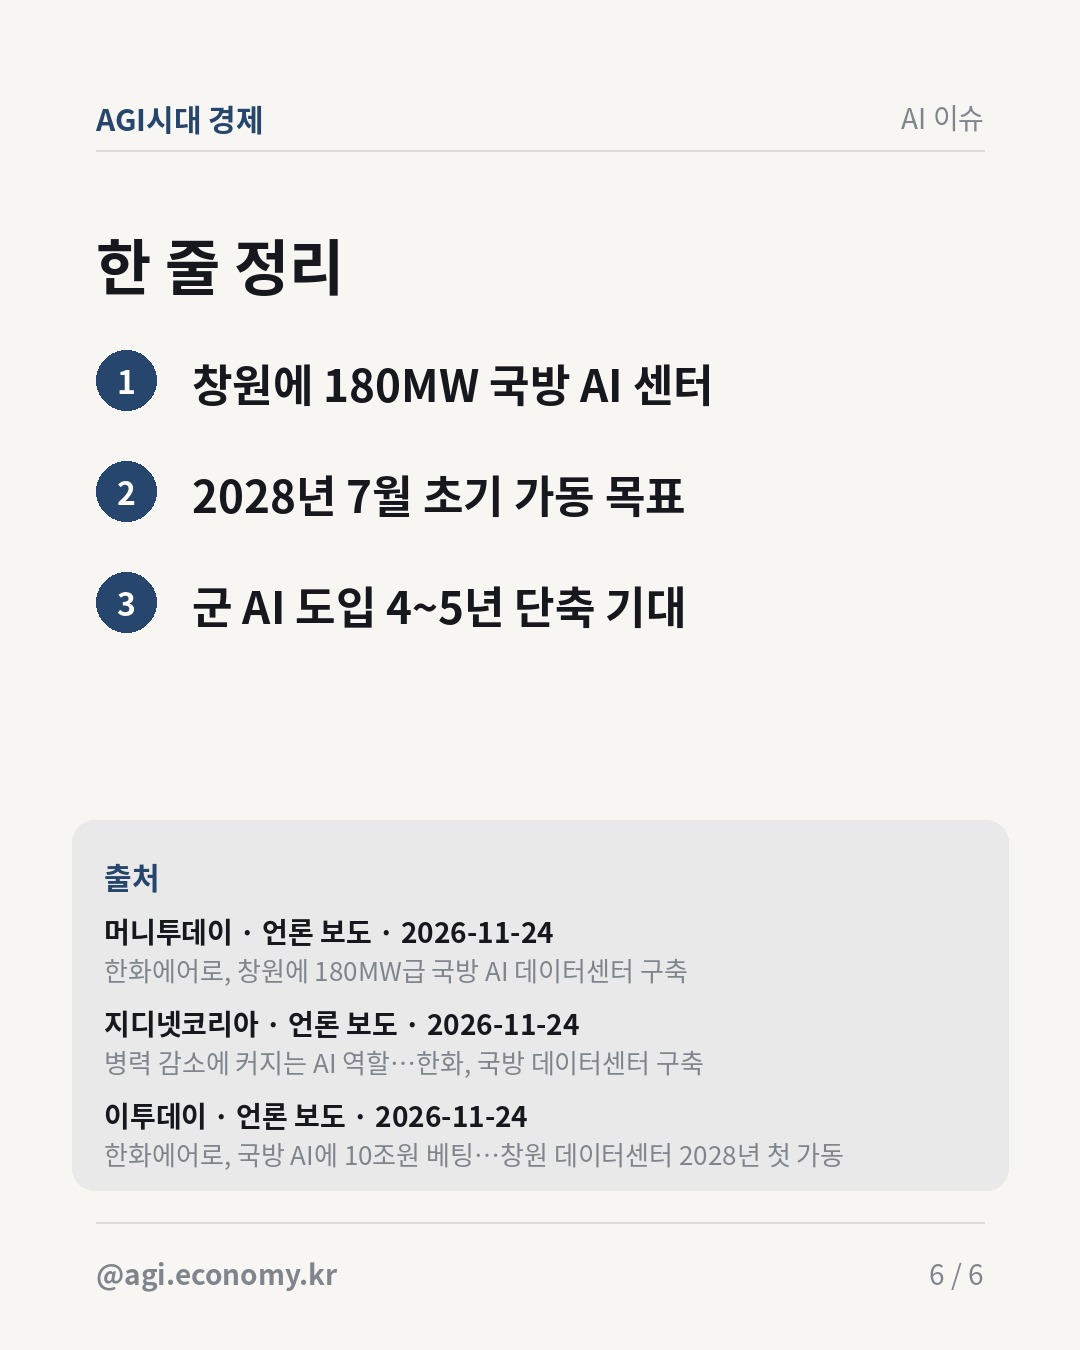 AGI시대 경제
AI 이슈
한 줄 정리
1 창원에 180MW 국방 AI 센터
2 2028년 7월 초기 가동 목표
3 군 AI 도입 4~5년 단축 기대
출처
머니투데이 · 언론 보도 · 2026-11-24
한화에어로, 창원에 180MW급 국방 AI 데이터센터 구축
지디넷코리아 · 언론 보도 · 2026-11-24
병력 감소에 커지는 AI 역할…한화, 국방 데이터센터 구축
이투데이 · 언론 보도 · 2026-11-24
한화에어로, 국방 AI에 10조원 베팅…창원 데이터센터 2028년 첫 가동
@agi.economy.kr
6 / 6